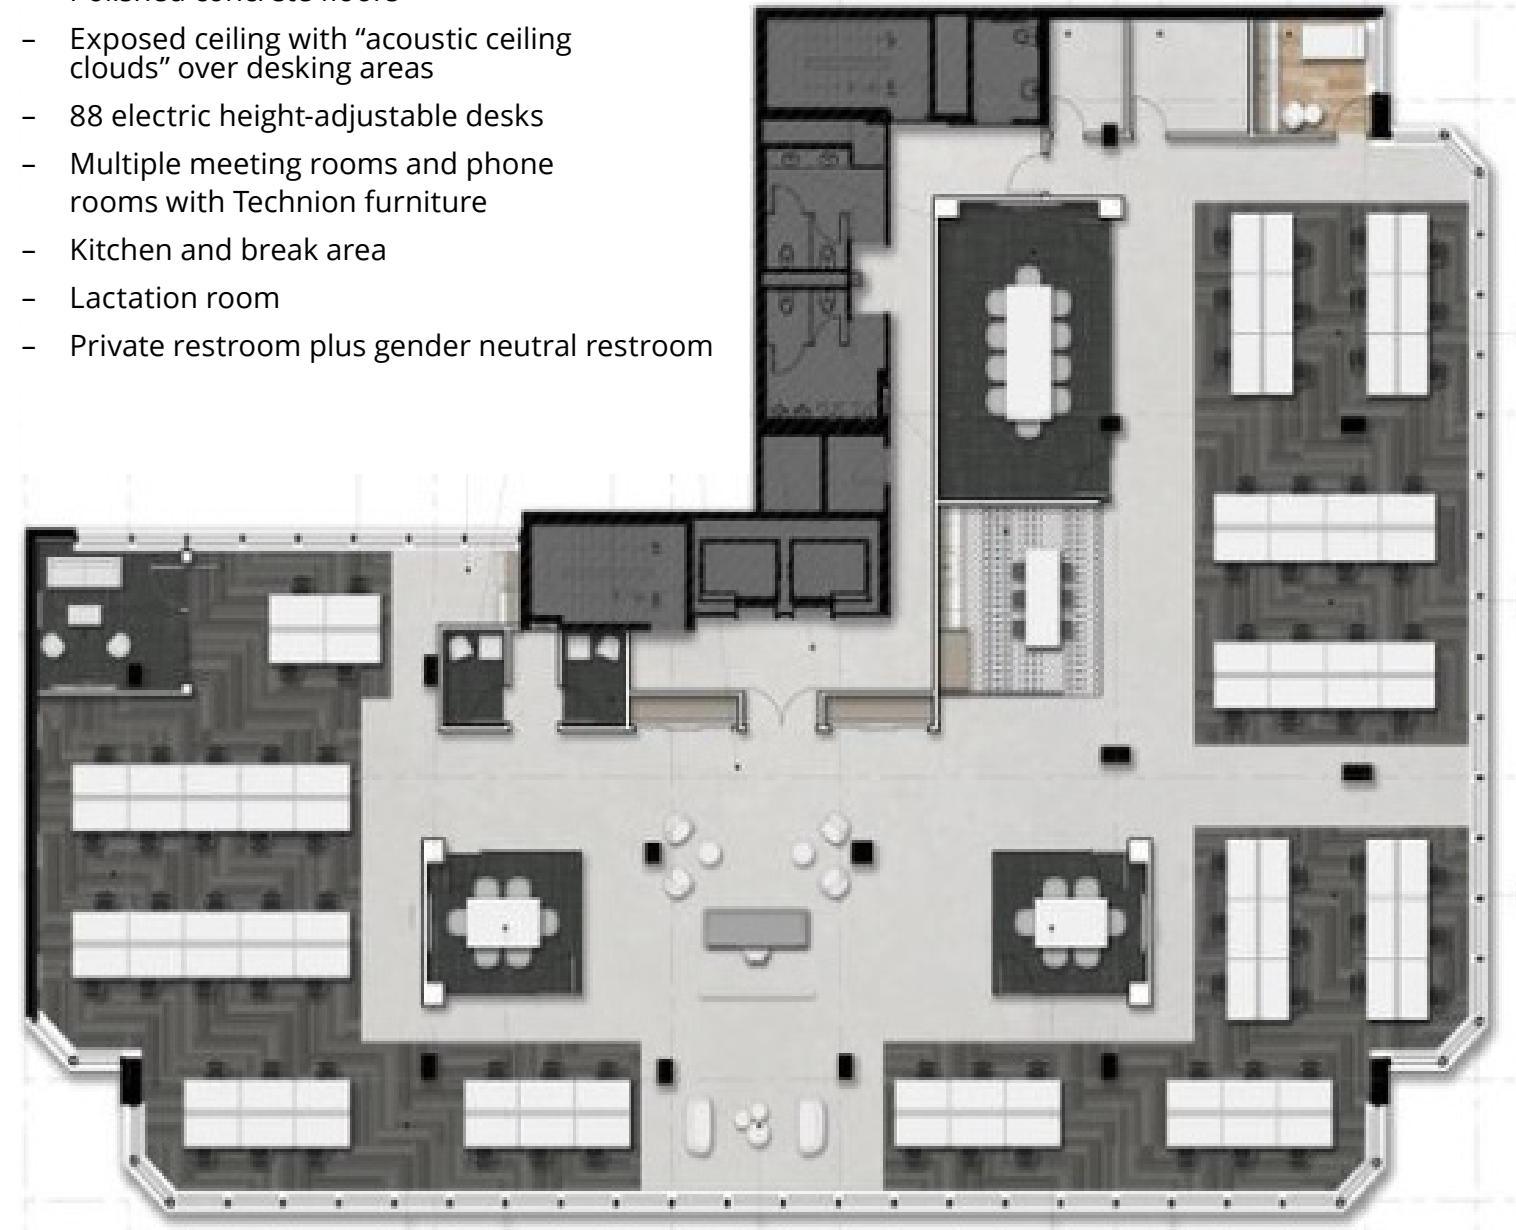 – Exposed ceiling with “acoustic ceiling
clouds” over desking areas
– 88 electric height-adjustable desks
– Multiple meeting rooms and phone
rooms with Technion furniture
– Kitchen and break area
– Lactation room
– Private restroom plus gender neutral restroom